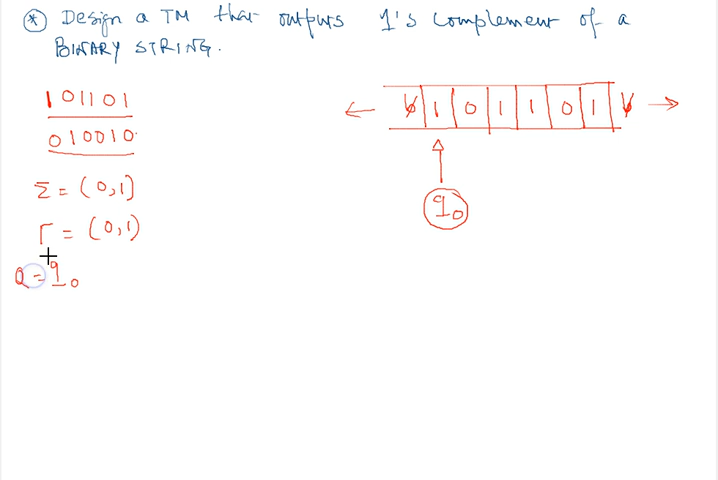 * Design a TM that outputs 1's complement of a
BINARY STRING.
101101
010010
Σ = (0,1)
Γ = (0,1)
Q = q0
b 1 0 1 1 0 1 b
q0